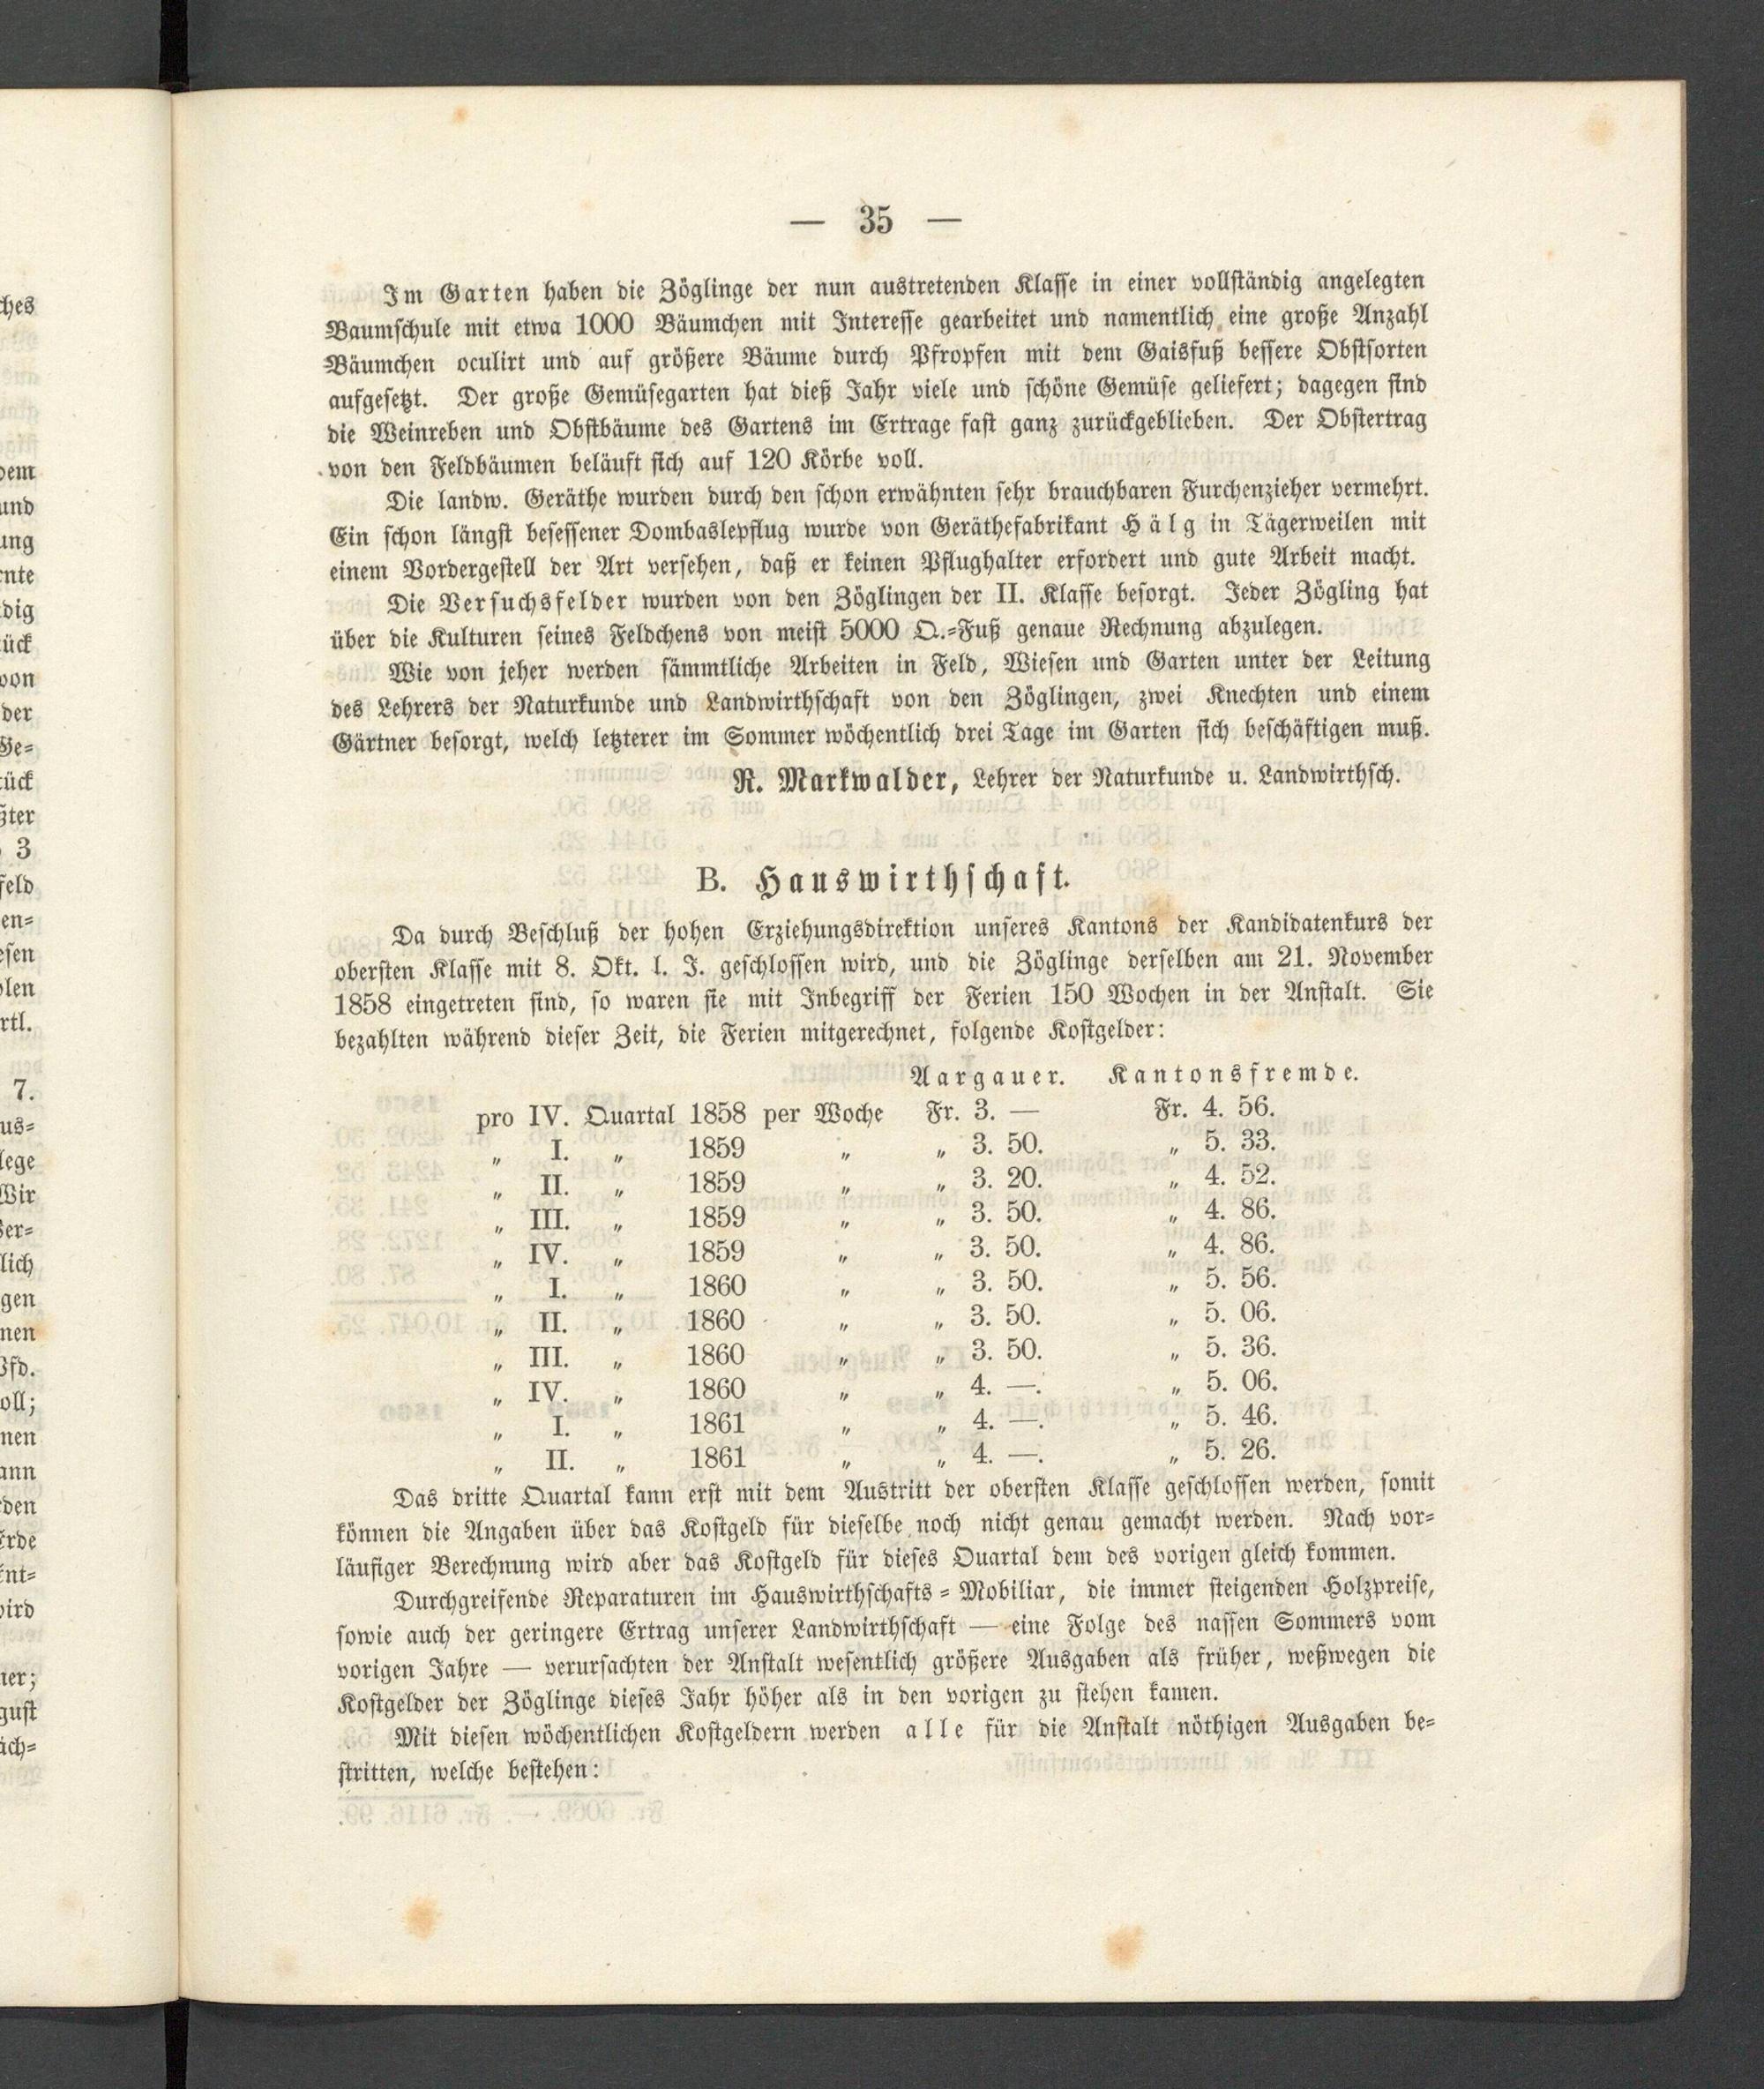 — 35 —
Im Garten haben die Zöglinge der nun austretenden Klasse in einer vollständig angelegten
Baumschule mit etwa 1000 Bäumchen mit Interesse gearbeitet und namentlich eine große Anzahl
Bäumchen oculirt und auf größere Bäume durch Pfropfen mit dem Gaisfuß bessere Obstsorten
aufgesetzt. Der große Gemüsegarten hat dieß Jahr viele und schöne Gemüse geliefert; dagegen sind
die Weinreben und Obstbäume des Gartens im Ertrage fast ganz zurückgeblieben. Der Obstertrag
von den Feldbäumen beläuft sich auf 120 Körbe voll.
Die landw. Geräthe wurden durch den schon erwähnten sehr brauchbaren Furchenzieher vermehrt.
Ein schon längst besessener Dombaslepflug wurde von Geräthefabrikant Hälg in Tägerweilen mit
einem Vordergestell der Art versehen, daß er keinen Pflughalter erfordert und gute Arbeit macht.
Die Versuchsfelder wurden von den Zöglingen der II. Klasse besorgt. Jeder Zögling hat
über die Kulturen seines Feldchens von meist 5000 Q.=Fuß genaue Rechnung abzulegen.
Wie von jeher werden sämmtliche Arbeiten in Feld, Wiesen und Garten unter der Leitung
des Lehrers der Naturkunde und Landwirthschaft von den Zöglingen, zwei Knechten und einem
Gärtner besorgt, welch letzterer im Sommer wöchentlich drei Tage im Garten sich beschäftigen muß.
R. Markwalder, Lehrer der Naturkunde u. Landwirthsch.
B. Hauswirthschaft.
Da durch Beschluß der hohen Erziehungsdirektion unseres Kantons der Kandidatenkurs der
obersten Klasse mit 8. Okt. l. J. geschlossen wird, und die Zöglinge derselben am 21. November
1858 eingetreten sind, so waren sie mit Inbegriff der Ferien 150 Wochen in der Anstalt. Sie
bezahlten während dieser Zeit, die Ferien mitgerechnet, folgende Kostgelder:
Aargauer. Kantonsfremde.
pro IV. Quartal 1858 per Woche Fr. 3. — Fr. 4. 56.
„ I. „ 1859 „ „ 3. 50. „ 5. 33.
„ II. „ 1859 „ „ 3. 20. „ 4. 52.
„ III. „ 1859 „ „ 3. 50. „ 4. 86.
„ IV. „ 1859 „ „ 3. 50. „ 4. 86.
„ I. „ 1860 „ „ 3. 50. „ 5. 56.
„ II. „ 1860 „ „ 3. 50. „ 5. 06.
„ III. „ 1860 „ „ 3. 50. „ 5. 36.
„ IV. „ 1860 „ „ 4. —. „ 5. 06.
„ I. „ 1861 „ „ 4. —. „ 5. 46.
„ II. „ 1861 „ „ 4. —. „ 5. 26.
Das dritte Quartal kann erst mit dem Austritt der obersten Klasse geschlossen werden, somit
können die Angaben über das Kostgeld für dieselbe noch nicht genau gemacht werden. Nach vor=
läufiger Berechnung wird aber das Kostgeld für dieses Quartal dem des vorigen gleich kommen.
Durchgreifende Reparaturen im Hauswirthschafts=Mobiliar, die immer steigenden Holzpreise,
sowie auch der geringere Ertrag unserer Landwirthschaft — eine Folge des nassen Sommers vom
vorigen Jahre — verursachten der Anstalt wesentlich größere Ausgaben als früher, weßwegen die
Kostgelder der Zöglinge dieses Jahr höher als in den vorigen zu stehen kamen.
Mit diesen wöchentlichen Kostgeldern werden alle für die Anstalt nöthigen Ausgaben be=
stritten, welche bestehen: